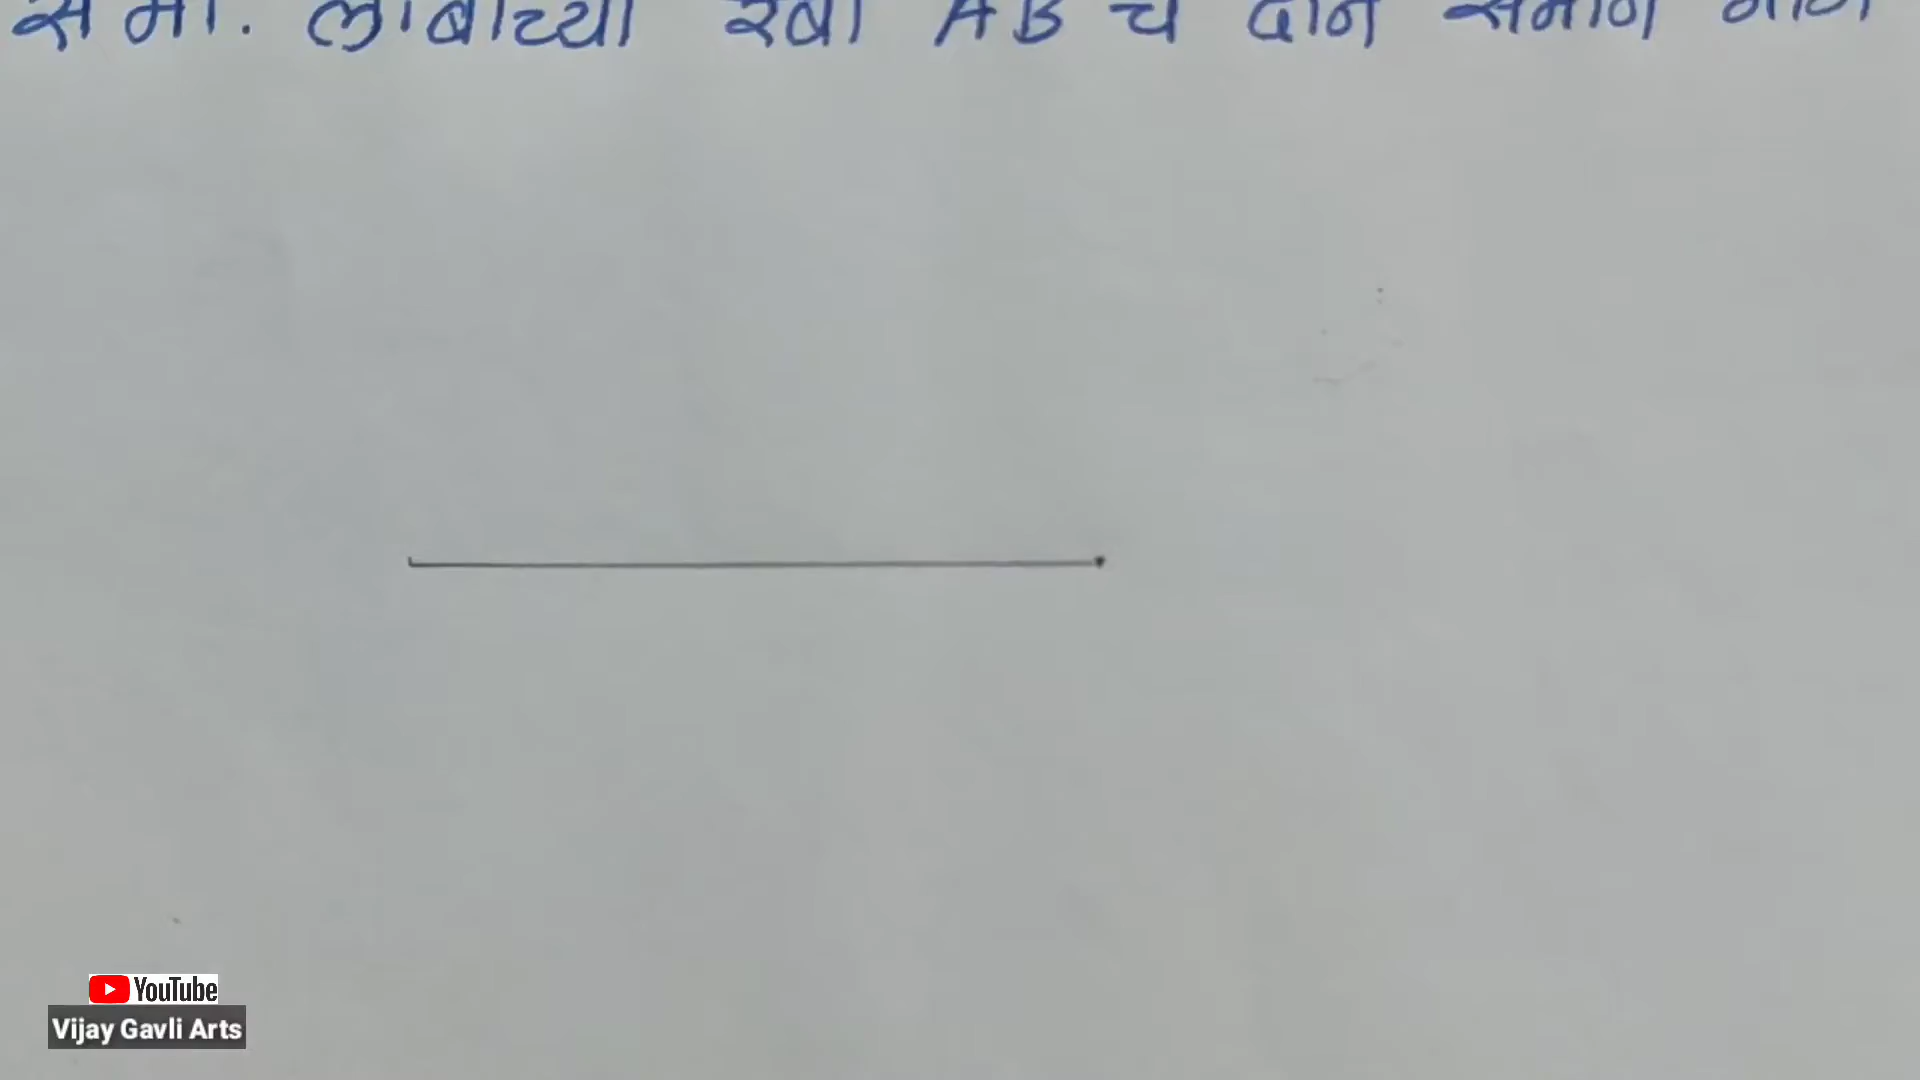 सेमी. लांबीच्या रेषा AB चे दोन समान भाग
YouTube
Vijay Gavli Arts